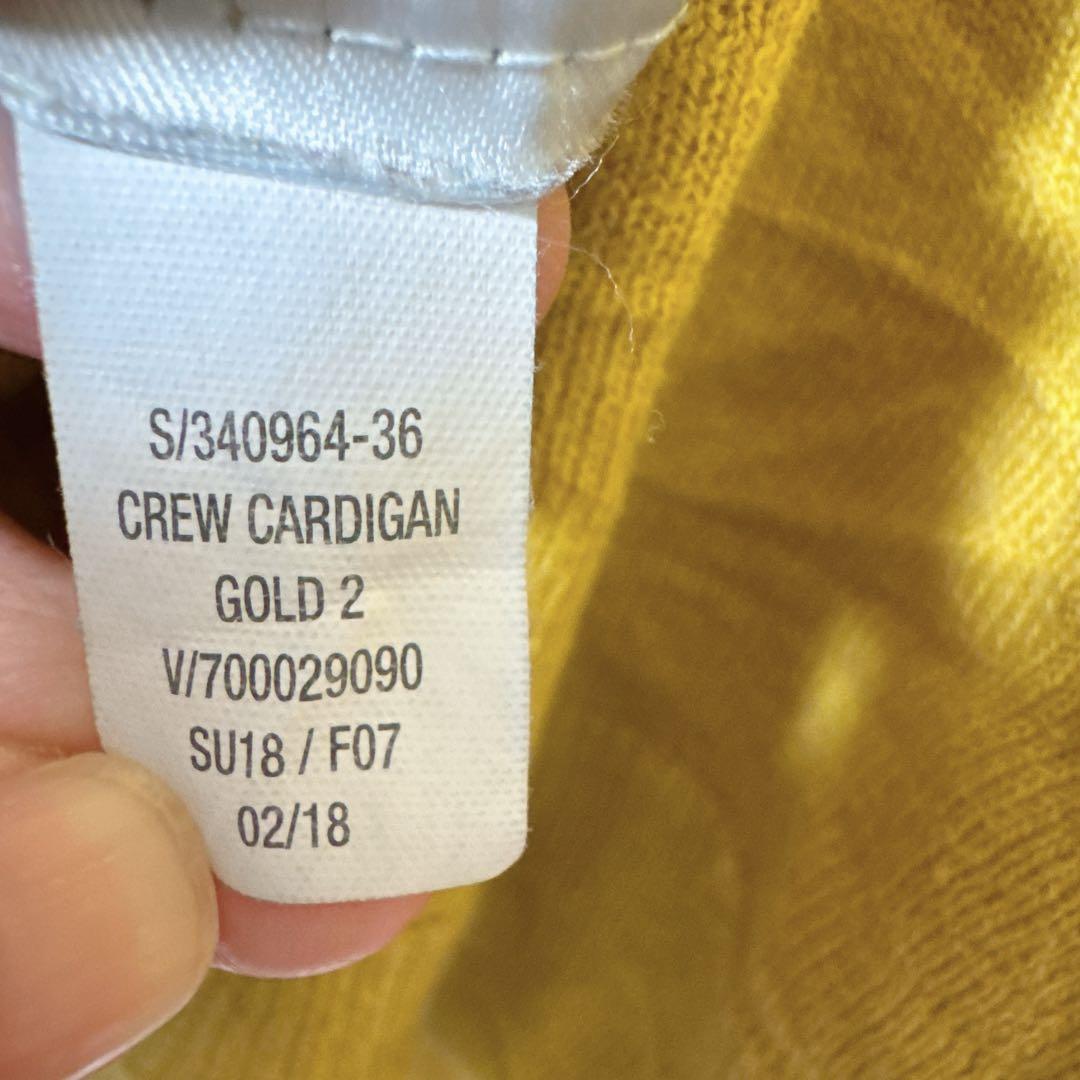 S/340964-36
CREW CARDIGAN
GOLD 2
V/700029090
SU18 / F07
02/18